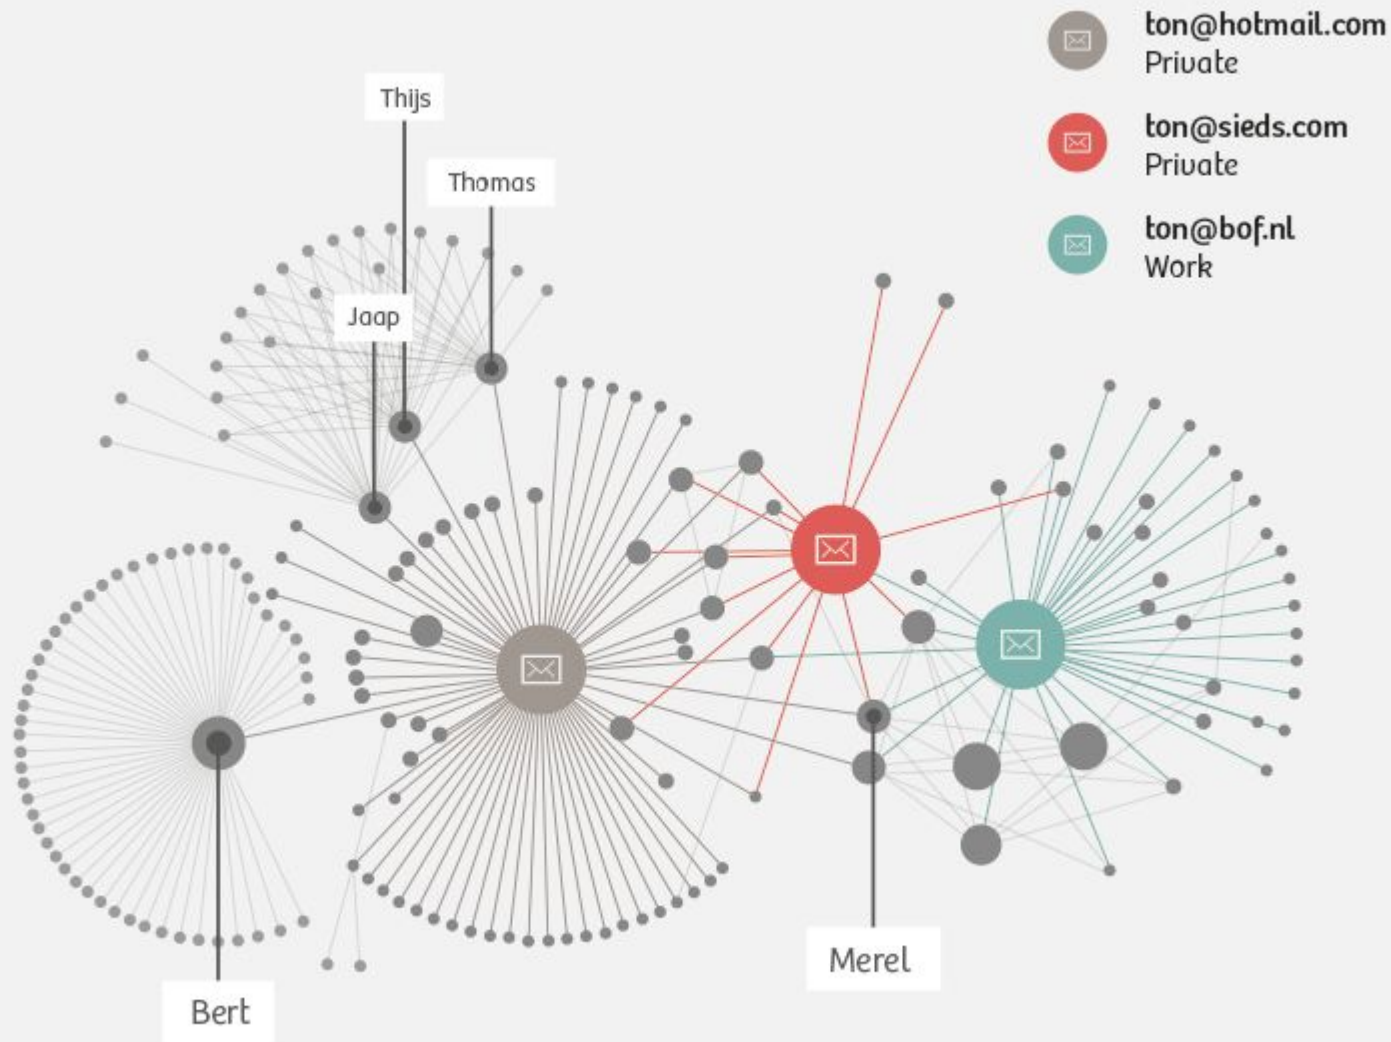 ton@hotmail.com
Private
ton@sieds.com
Private
ton@bof.nl
Work
Thijs
Thomas
Jaap
Merel
Bert